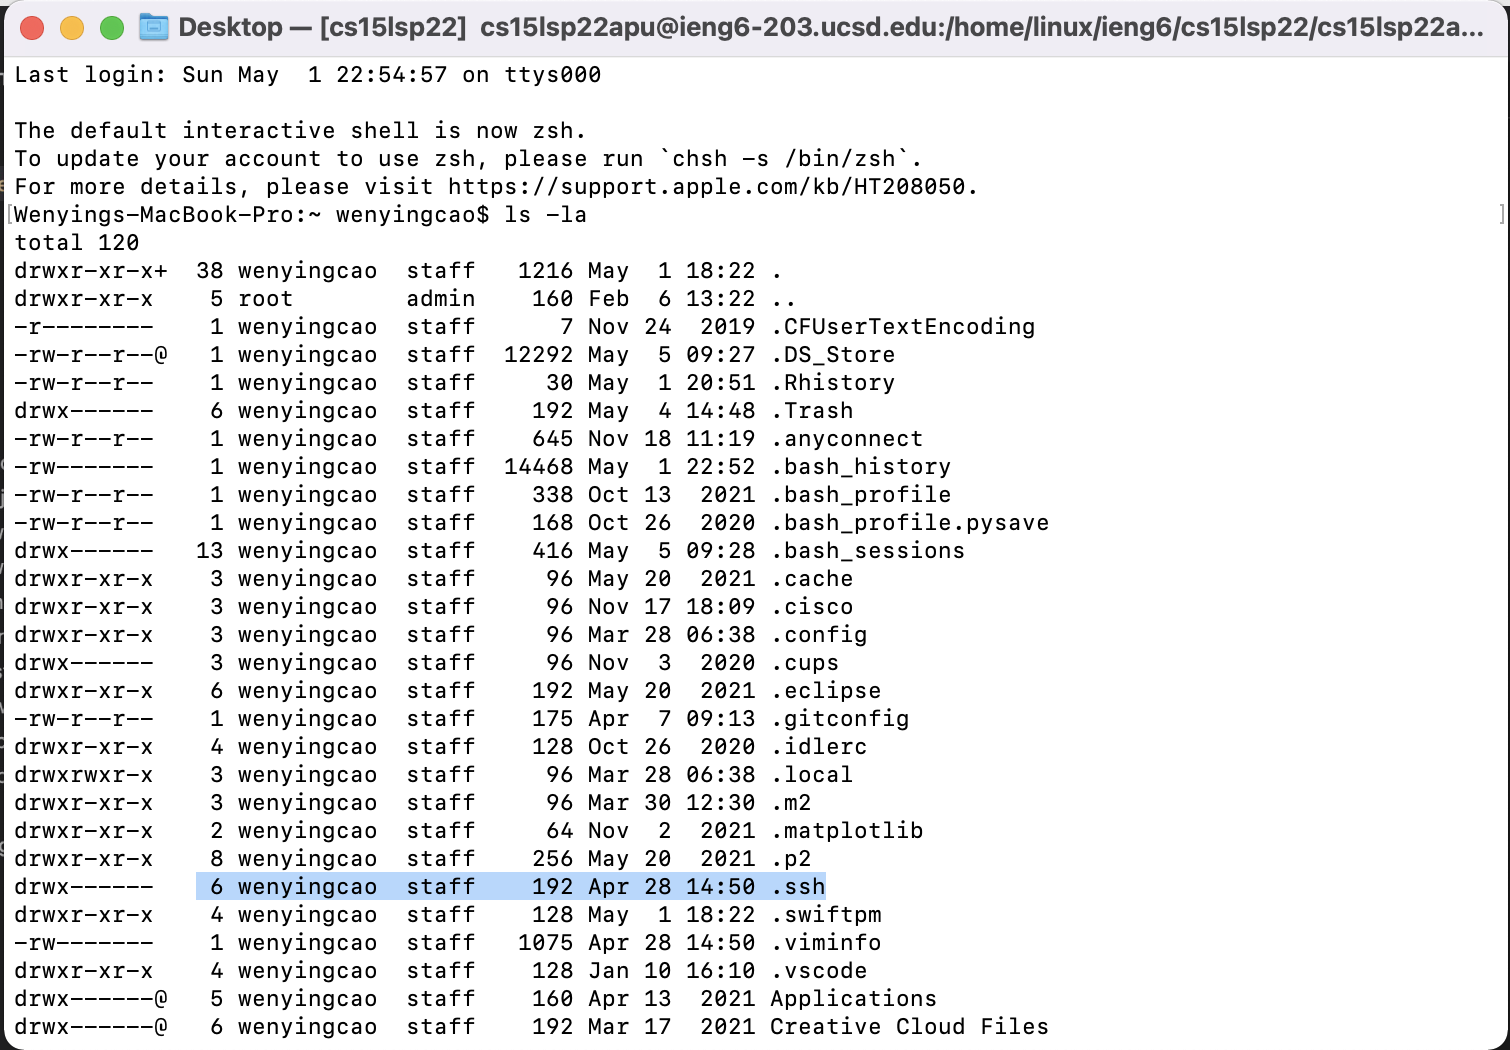 Desktop — [cs15lsp22] cs15lsp22apu@ieng6-203.ucsd.edu:/home/linux/ieng6/cs15lsp22/cs15lsp22a...
Last login: Sun May  1 22:54:57 on ttys000
The default interactive shell is now zsh.
To update your account to use zsh, please run `chsh -s /bin/zsh`.
For more details, please visit https://support.apple.com/kb/HT208050.
[Wenyings-MacBook-Pro:~ wenyingcao$ ls -la ]
total 120
drwxr-xr-x+  38 wenyingcao  staff   1216 May  1 18:22 .
drwxr-xr-x    5 root        admin    160 Feb  6 13:22 ..
-r--------    1 wenyingcao  staff      7 Nov 24  2019 .CFUserTextEncoding
-rw-r--r--@   1 wenyingcao  staff  12292 May  5 09:27 .DS_Store
-rw-r--r--    1 wenyingcao  staff     30 May  1 20:51 .Rhistory
drwx------    6 wenyingcao  staff    192 May  4 14:48 .Trash
-rw-r--r--    1 wenyingcao  staff    645 Nov 18 11:19 .anyconnect
-rw-------    1 wenyingcao  staff  14468 May  1 22:52 .bash_history
-rw-r--r--    1 wenyingcao  staff    338 Oct 13  2021 .bash_profile
-rw-r--r--    1 wenyingcao  staff    168 Oct 26  2020 .bash_profile.pysave
drwx------   13 wenyingcao  staff    416 May  5 09:28 .bash_sessions
drwxr-xr-x    3 wenyingcao  staff     96 May 20  2021 .cache
drwxr-xr-x    3 wenyingcao  staff     96 Nov 17 18:09 .cisco
drwxr-xr-x    3 wenyingcao  staff     96 Mar 28 06:38 .config
drwx------    3 wenyingcao  staff     96 Nov  3  2020 .cups
drwxr-xr-x    6 wenyingcao  staff    192 May 20  2021 .eclipse
-rw-r--r--    1 wenyingcao  staff    175 Apr  7 09:13 .gitconfig
drwxr-xr-x    4 wenyingcao  staff    128 Oct 26  2020 .idlerc
drwxrwxr-x    3 wenyingcao  staff     96 Mar 28 06:38 .local
drwxr-xr-x    3 wenyingcao  staff     96 Mar 30 12:30 .m2
drwxr-xr-x    2 wenyingcao  staff     64 Nov  2  2021 .matplotlib
drwxr-xr-x    8 wenyingcao  staff    256 May 20  2021 .p2
drwx------    6 wenyingcao  staff    192 Apr 28 14:50 .ssh
drwxr-xr-x    4 wenyingcao  staff    128 May  1 18:22 .swiftpm
-rw-------    1 wenyingcao  staff   1075 Apr 28 14:50 .viminfo
drwxr-xr-x    4 wenyingcao  staff    128 Jan 10 16:10 .vscode
drwx------@   5 wenyingcao  staff    160 Apr 13  2021 Applications
drwx------@   6 wenyingcao  staff    192 Mar 17  2021 Creative Cloud Files